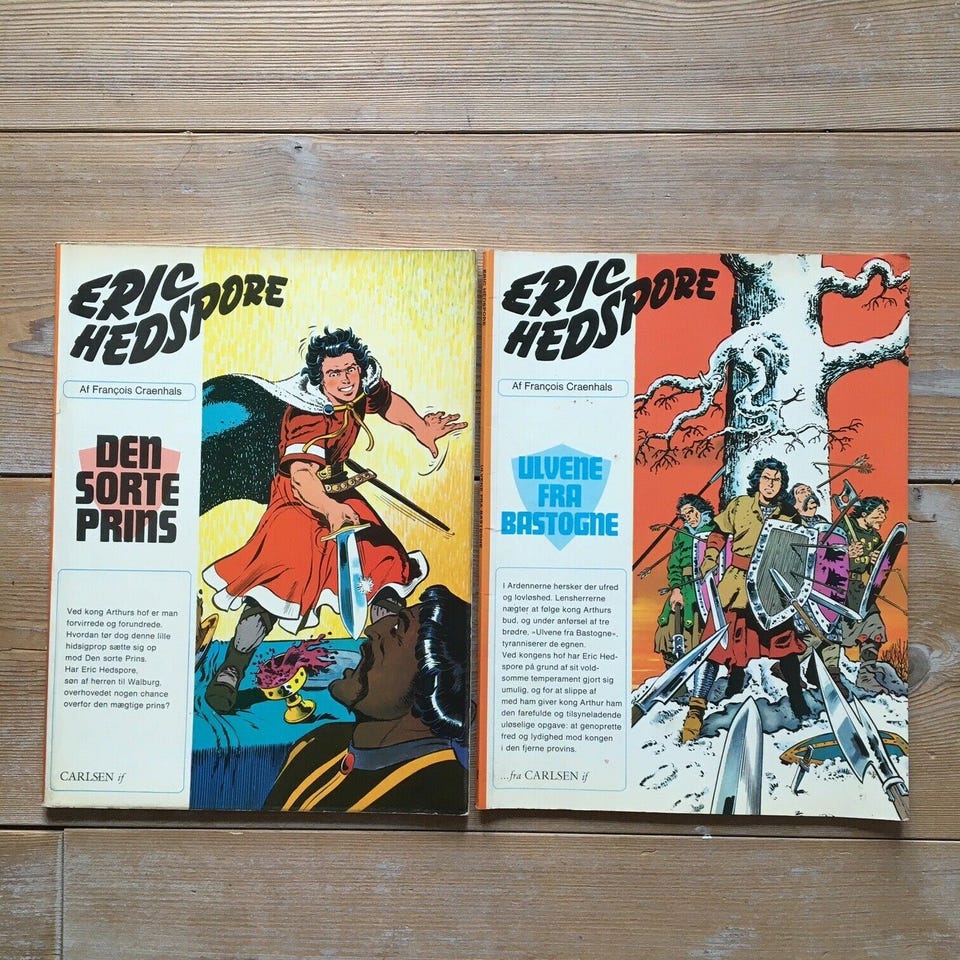 ERIC
HEDSPORE
Af François Craenhals
DEN
SORTE
PRINS
Ved kong Arthurs hof er man
forvirrede og forundrede.
Hvordan tør dog denne lille
hidsigprop sætte sig op
mod Den sorte Prins.
Har Eric Hedspore,
søn af herren til Walburg,
overhovedet nogen chance
overfor den mægtige prins?
CARLSEN if
ERIC HEDSPORE
ERIC
HEDSPORE
Af François Craenhals
ULVENE
FRA
BASTOGNE
I Ardennerne hersker der ufred
og lovløshed. Lensherrerne
nægter at følge kong Arthurs
bud, og under anførsel af tre
brødre, »Ulvene fra Bastogne«,
tyranniserer de egnen.
Ved kongens hof har Eric Hed-
spore på grund af sit vold-
somme temperament gjort sig
umulig, og for at slippe af
med ham giver kong Arthur ham
den farefulde og tilsyneladende
uløselige opgave: at genoprette
fred og lydighed mod kongen
i den fjerne provins.
...fra CARLSEN if